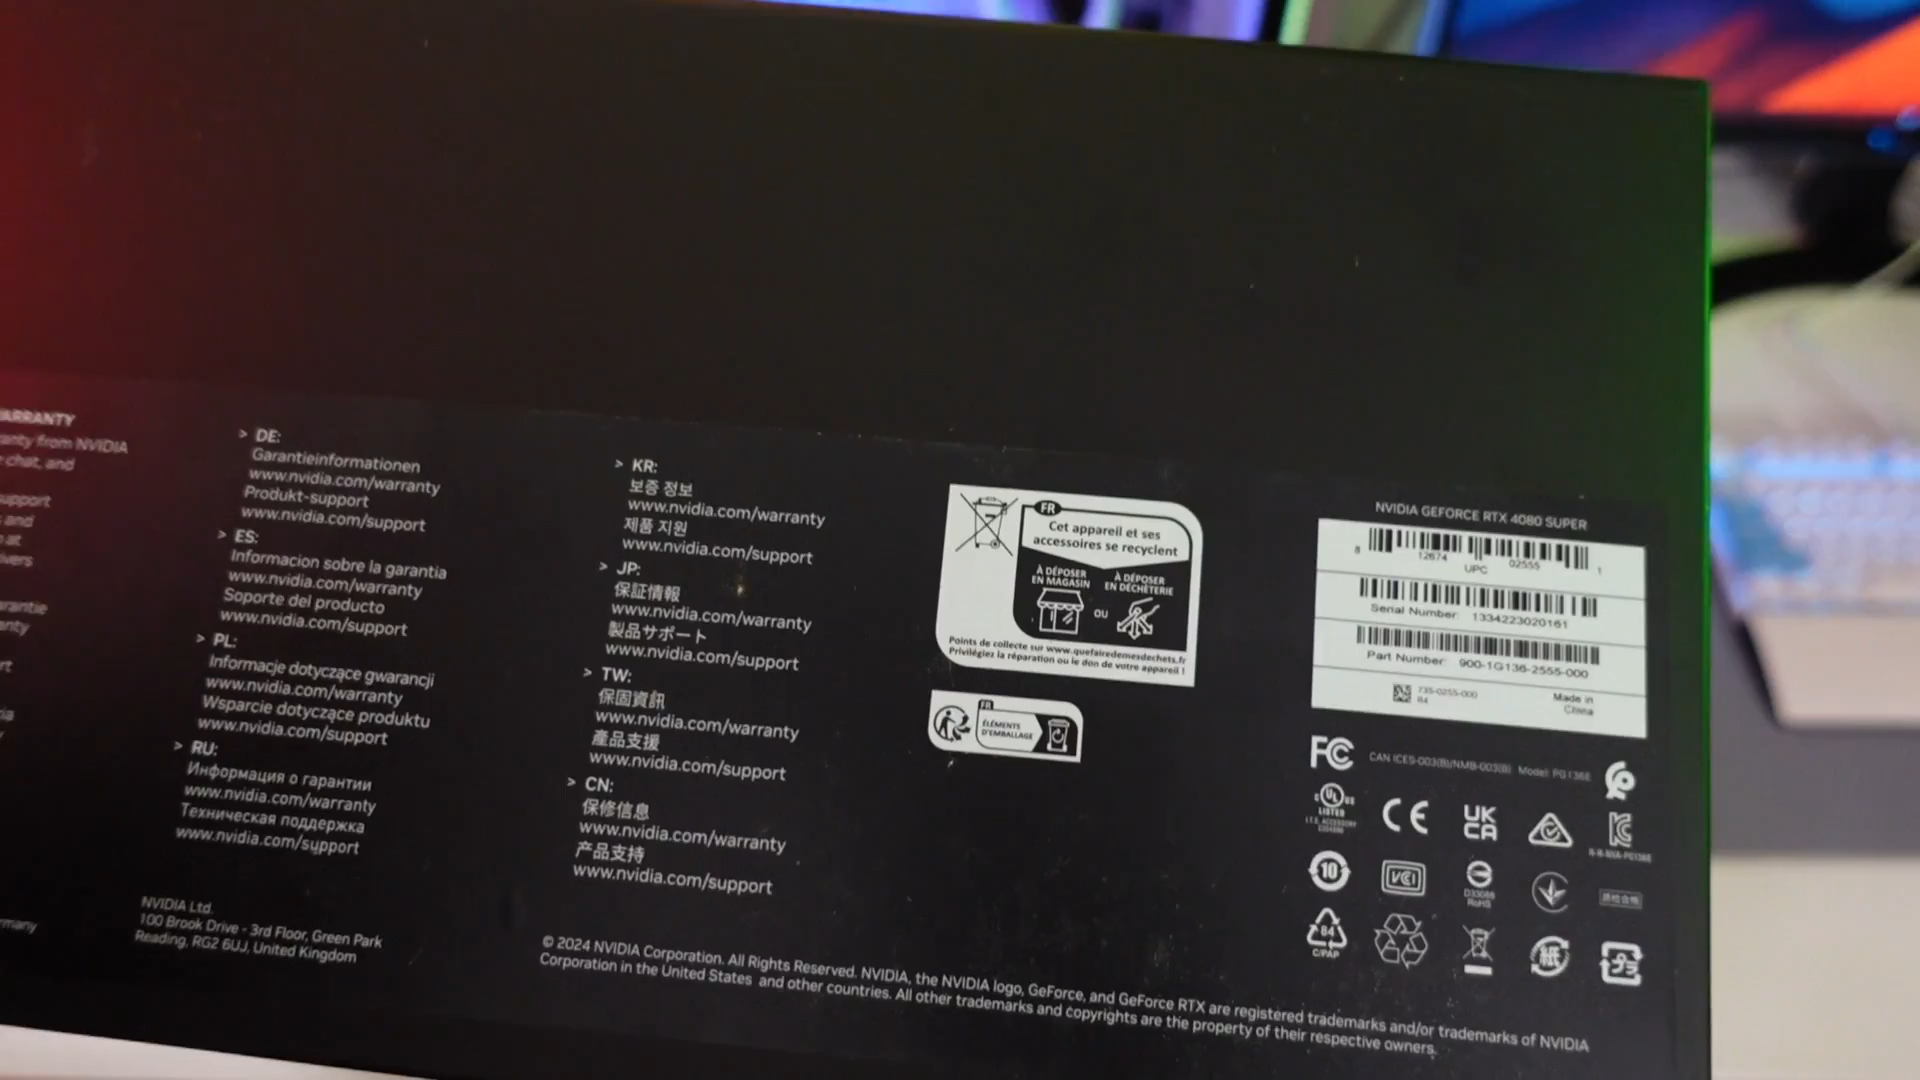 ARRANTY
anty from NVIDIA
chat, and
support
and
at
vers
arantie
anty
rt
ia
many
> DE:
Garantieinformationen
www.nvidia.com/warranty
Produkt-support
www.nvidia.com/support
> ES:
Informacion sobre la garantia
www.nvidia.com/warranty
Soporte del producto
www.nvidia.com/support
> PL:
Informacje dotyczące gwarancji
www.nvidia.com/warranty
Wsparcie dotyczące produktu
www.nvidia.com/support
> RU:
Информация о гарантии
www.nvidia.com/warranty
Техническая поддержка
www.nvidia.com/support
NVIDIA Ltd.
100 Brook Drive - 3rd Floor, Green Park
Reading, RG2 6UJ, United Kingdom
> KR:
보증 정보
www.nvidia.com/warranty
제품 지원
www.nvidia.com/support
> JP:
保証情報
www.nvidia.com/warranty
製品サポート
www.nvidia.com/support
> TW:
保固資訊
www.nvidia.com/warranty
產品支援
www.nvidia.com/support
> CN:
保修信息
www.nvidia.com/warranty
产品支持
www.nvidia.com/support
FR
Cet appareil et ses
accessoires se recyclent
À DÉPOSER
EN MAGASIN
OU
À DÉPOSER
EN DÉCHÈTERIE
Points de collecte sur www.quefairedemesdechets.fr
Privilégiez la réparation ou le don de votre appareil !
FR
ÉLÉMENTS
D'EMBALLAGE
NVIDIA GEFORCE RTX 4080 SUPER
8 12674 02555 1
UPC
Serial Number: 1334223020161
Part Number: 900-1G136-2555-000
735-0255-000
R4
Made in
China
FC CAN ICES-003(B)/NMB-003(B) Model: PG136E
C UL US
LISTED
I.T.E. ACCESSORY
CE
UK
CA
R-R-NVA-PG136E
10
VCI
D33088
RoHS
84
C/PAP
紙
プラ
© 2024 NVIDIA Corporation. All Rights Reserved. NVIDIA, the NVIDIA logo, GeForce, and GeForce RTX are registered trademarks and/or trademarks of NVIDIA
Corporation in the United States and other countries. All other trademarks and copyrights are the property of their respective owners.